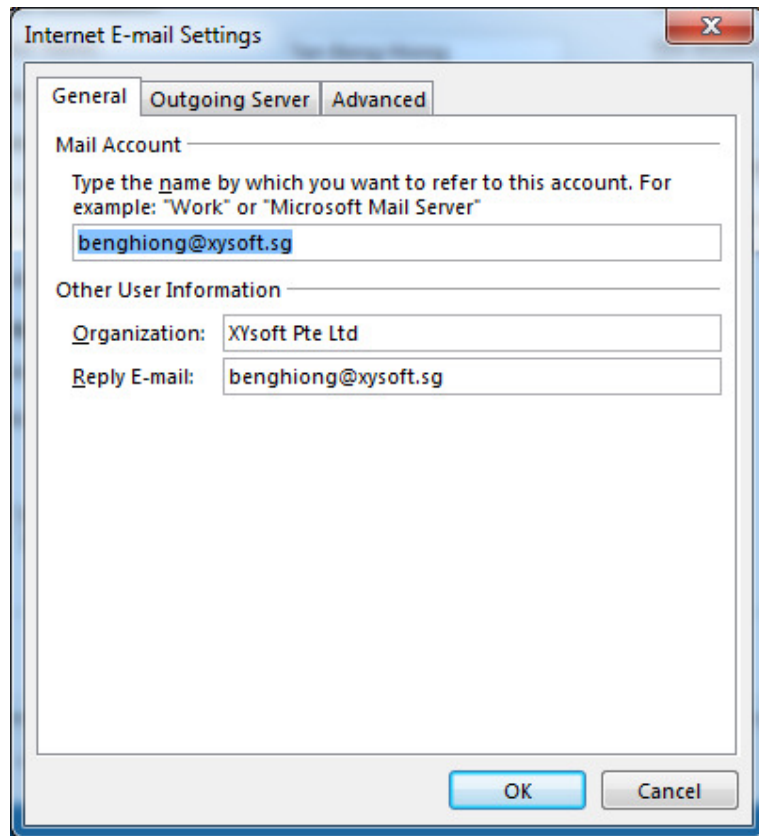 Internet E-mail Settings
General
Outgoing Server
Advanced
Mail Account
Type the name by which you want to refer to this account. For
example: "Work" or "Microsoft Mail Server"
benghiong@xysoft.sg
Other User Information
Organization: XYsoft Pte Ltd
Reply E-mail: benghiong@xysoft.sg
OK
Cancel